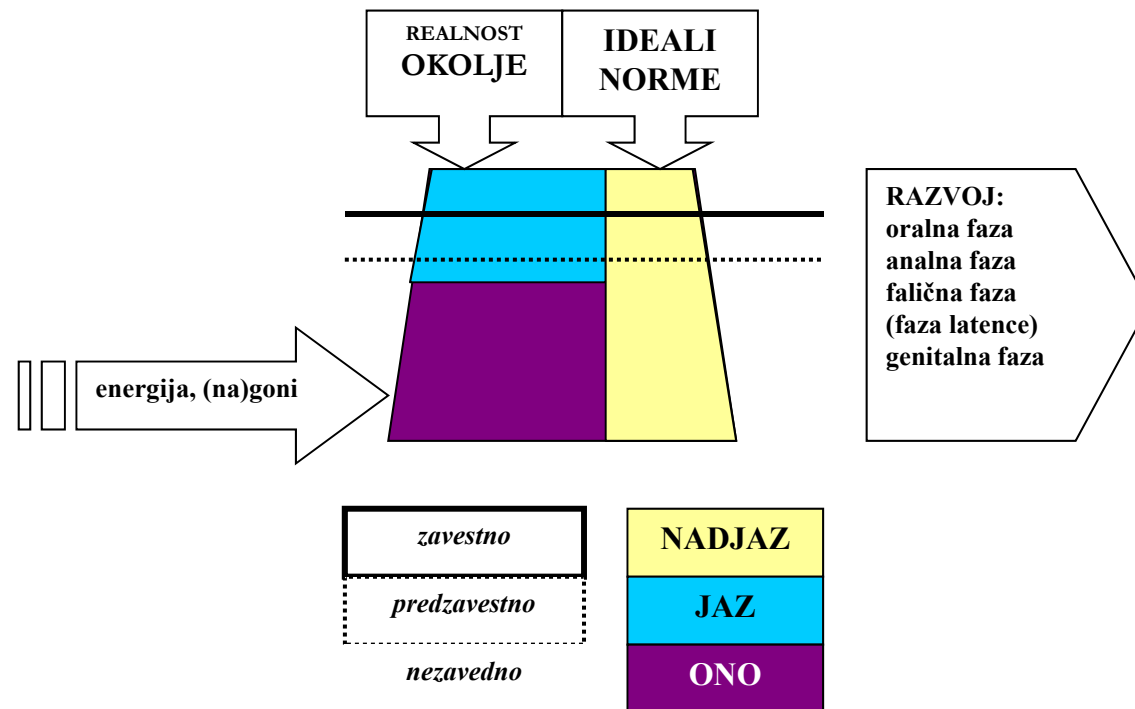 REALNOST
OKOLJE
IDEALI
NORME
RAZVOJ:
oralna faza
analna faza
falična faza
(faza latence)
genitalna faza
energija, (na)goni
zavestno
predzavestno
nezavedno
NADJAZ
JAZ
ONO